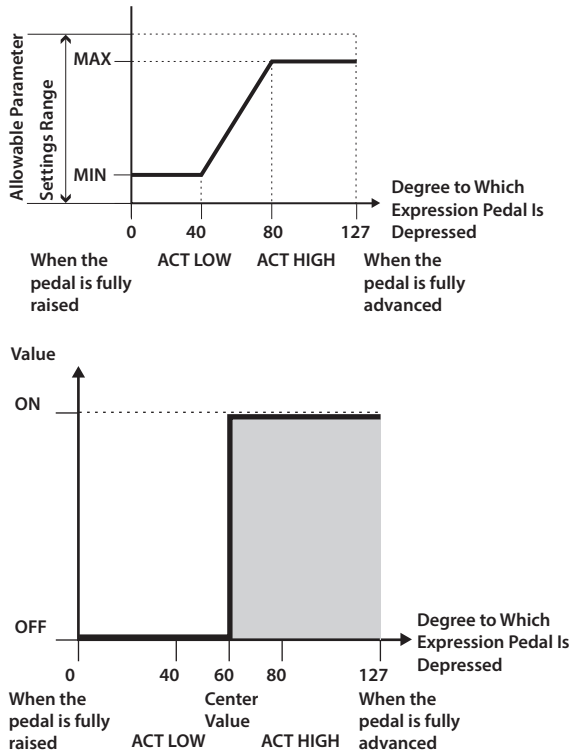 Allowable Parameter
Settings Range
MAX
MIN
0 40 80 127
Degree to Which
Expression Pedal Is
Depressed
When the
pedal is fully
raised
ACT LOW
ACT HIGH
When the
pedal is fully
advanced
Value
ON
OFF
0 40 60 80 127
Degree to Which
Expression Pedal Is
Depressed
When the
pedal is fully
raised
ACT LOW
Center
Value
ACT HIGH
When the
pedal is fully
advanced